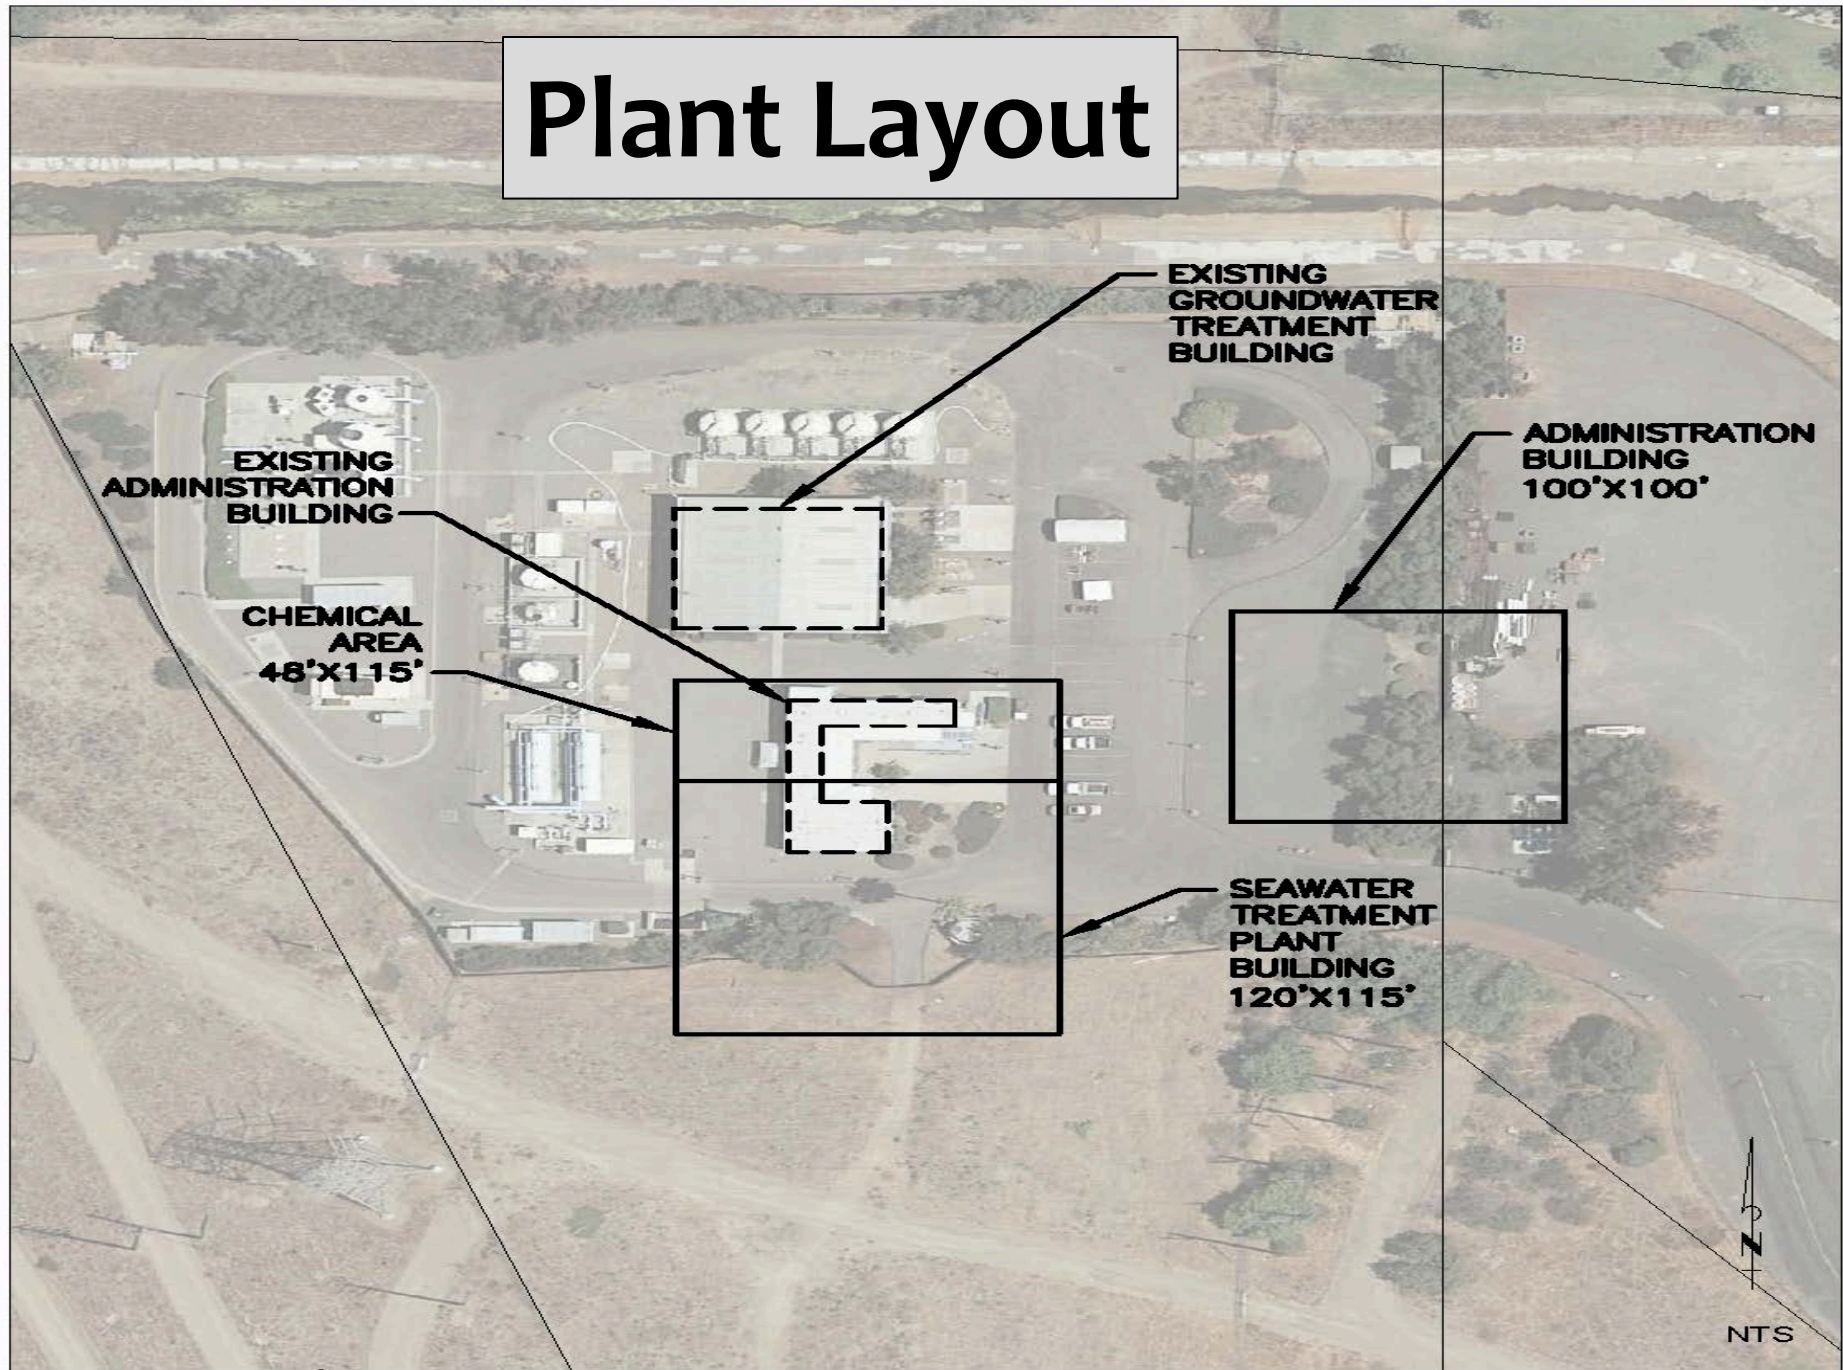 Plant Layout
EXISTING
GROUNDWATER
TREATMENT
BUILDING
ADMINISTRATION
BUILDING
100'X100'
EXISTING
ADMINISTRATION
BUILDING
CHEMICAL
AREA
48'X115'
SEAWATER
TREATMENT
PLANT
BUILDING
120'X115'
N
NTS